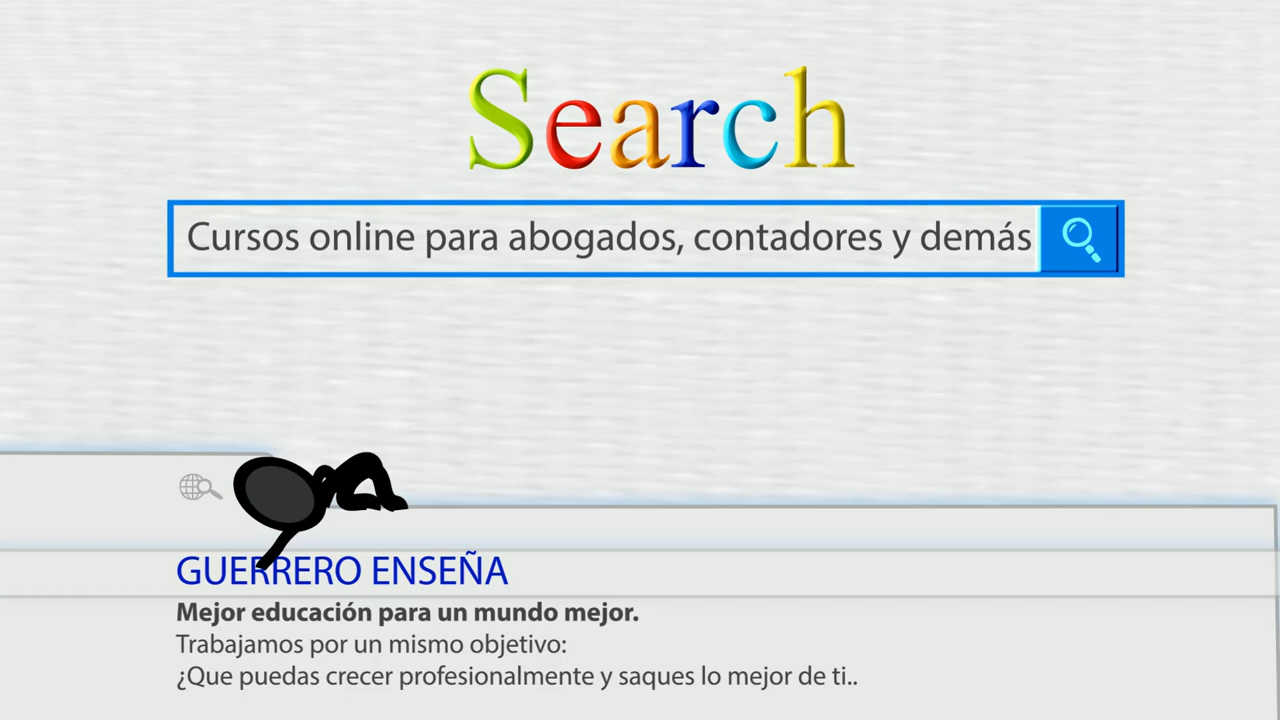 Search
Cursos online para abogados, contadores y demás
GUERRERO ENSEÑA
Mejor educación para un mundo mejor.
Trabajamos por un mismo objetivo:
¿Que puedas crecer profesionalmente y saques lo mejor de ti..